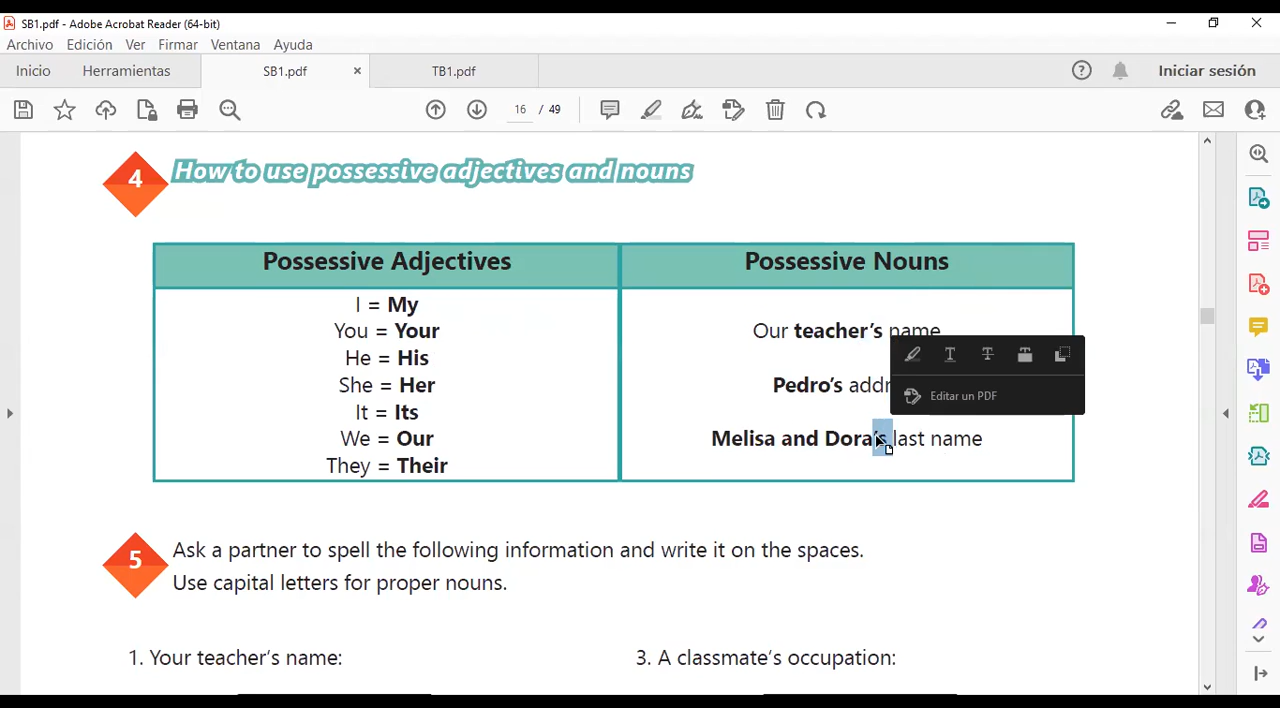 SB1.pdf - Adobe Acrobat Reader (64-bit)
Archivo Edición Ver Firmar Ventana Ayuda
Inicio Herramientas SB1.pdf × TB1.pdf Iniciar sesión
16 / 49
4 How to use possessive adjectives and nouns
Possessive Adjectives Possessive Nouns
I = My
You = Your Our teacher's name
He = His
She = Her Pedro's addr
It = Its
We = Our Melisa and Dora's last name
They = Their
Editar un PDF
5 Ask a partner to spell the following information and write it on the spaces.
Use capital letters for proper nouns.
1. Your teacher's name: 3. A classmate's occupation: